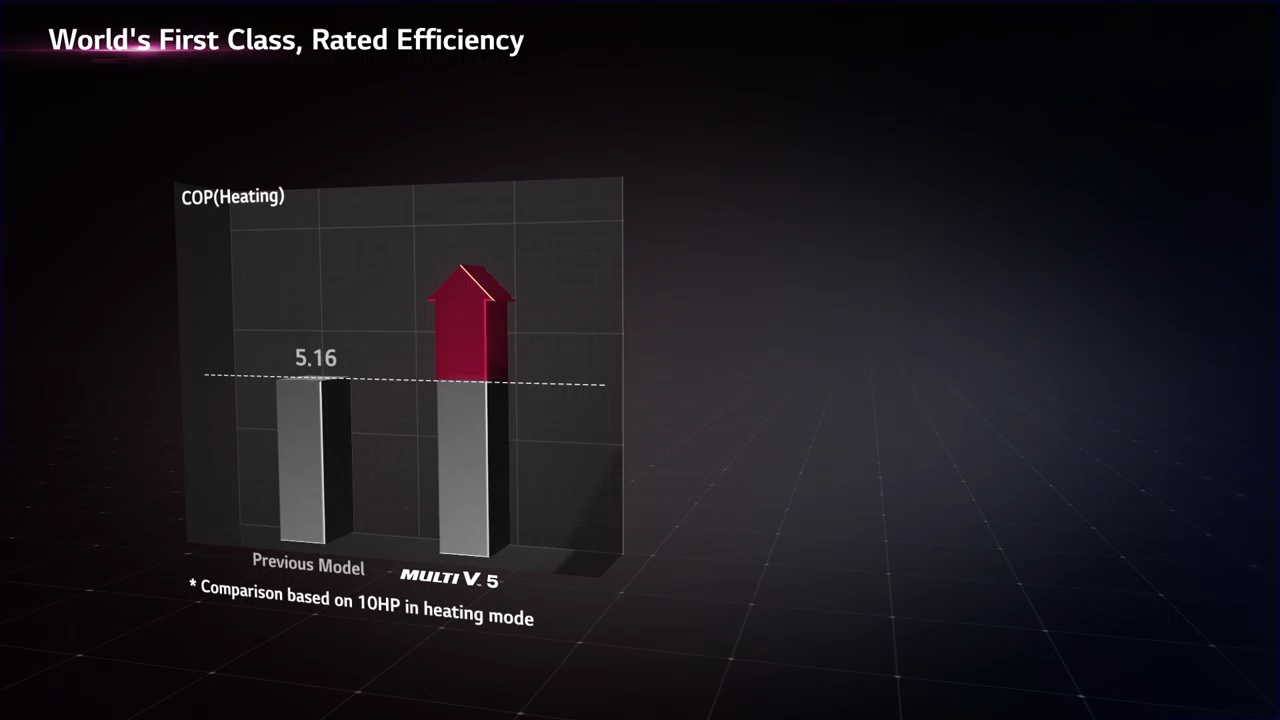 World's First Class, Rated Efficiency
COP(Heating)
5.16
Previous Model
MULTI V™ 5
* Comparison based on 10HP in heating mode